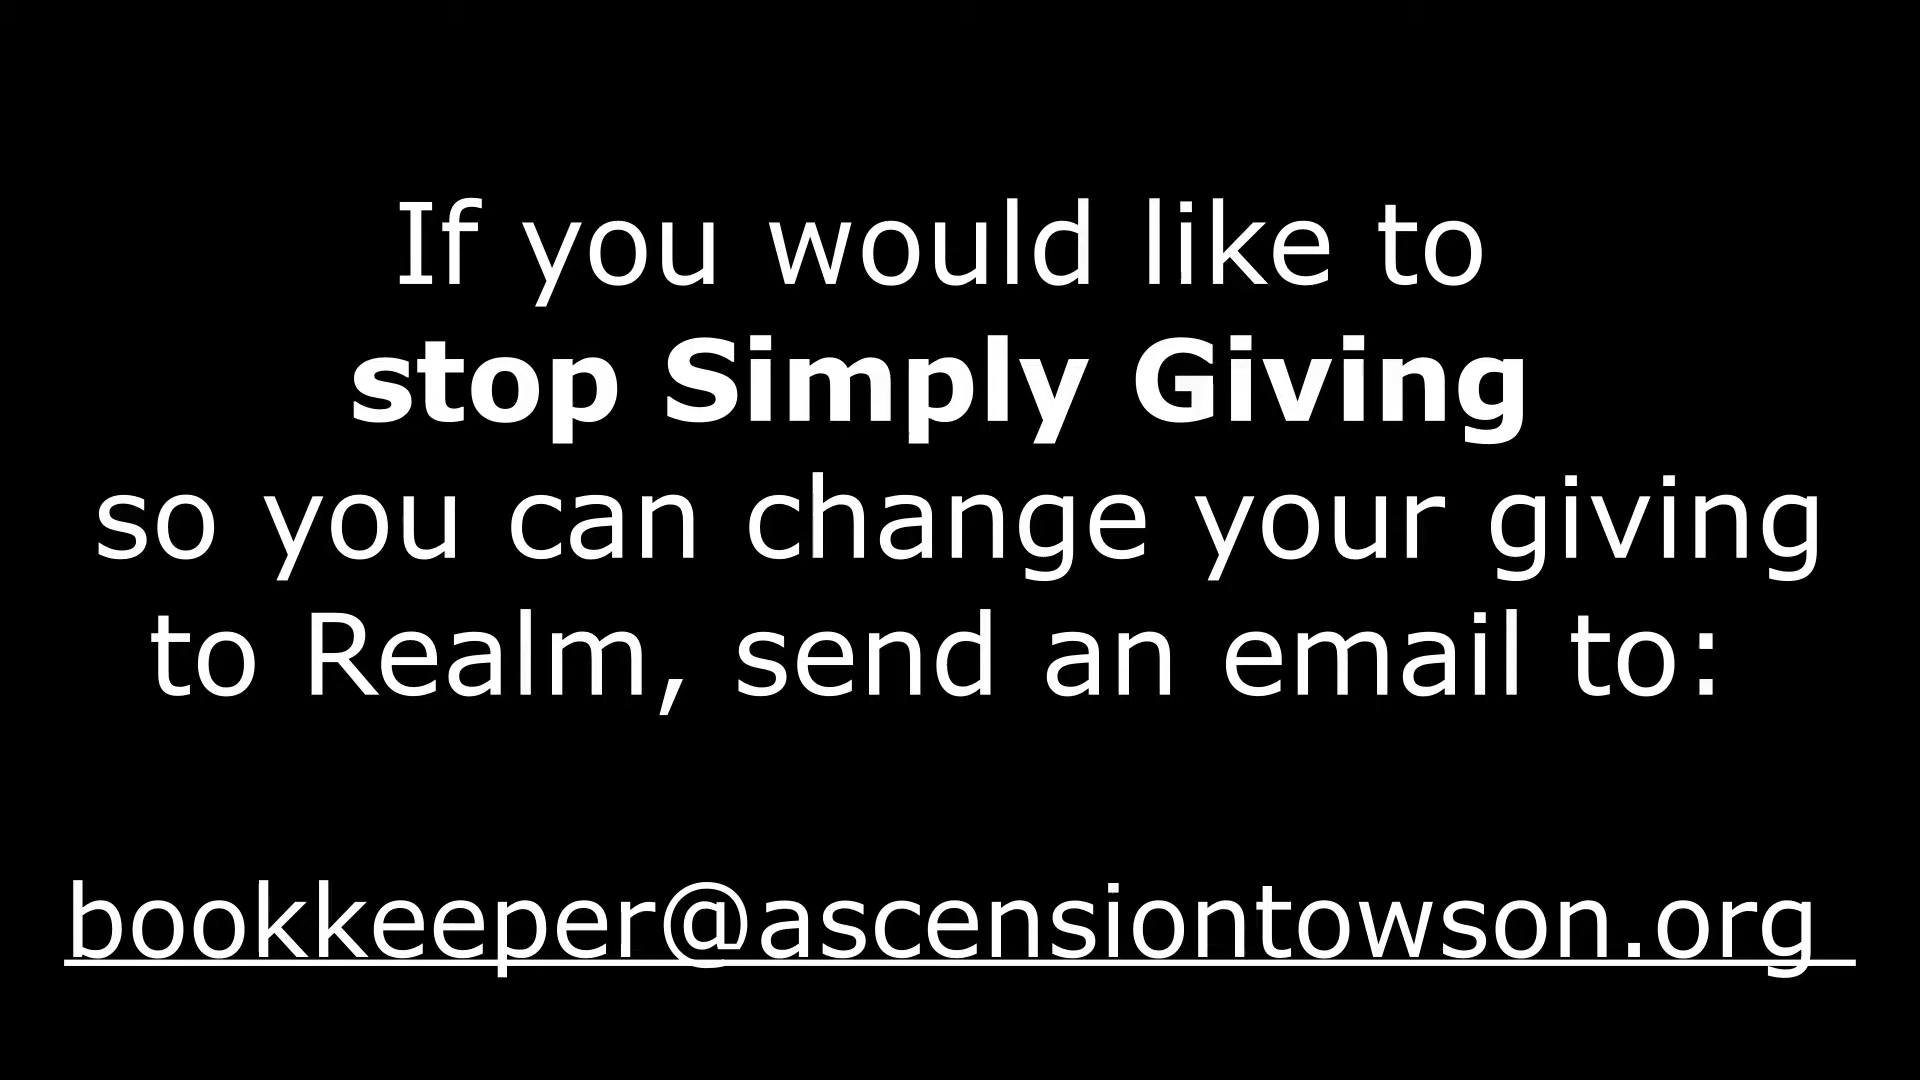 If you would like to
stop Simply Giving
so you can change your giving
to Realm, send an email to:
bookkeeper@ascensiontowson.org